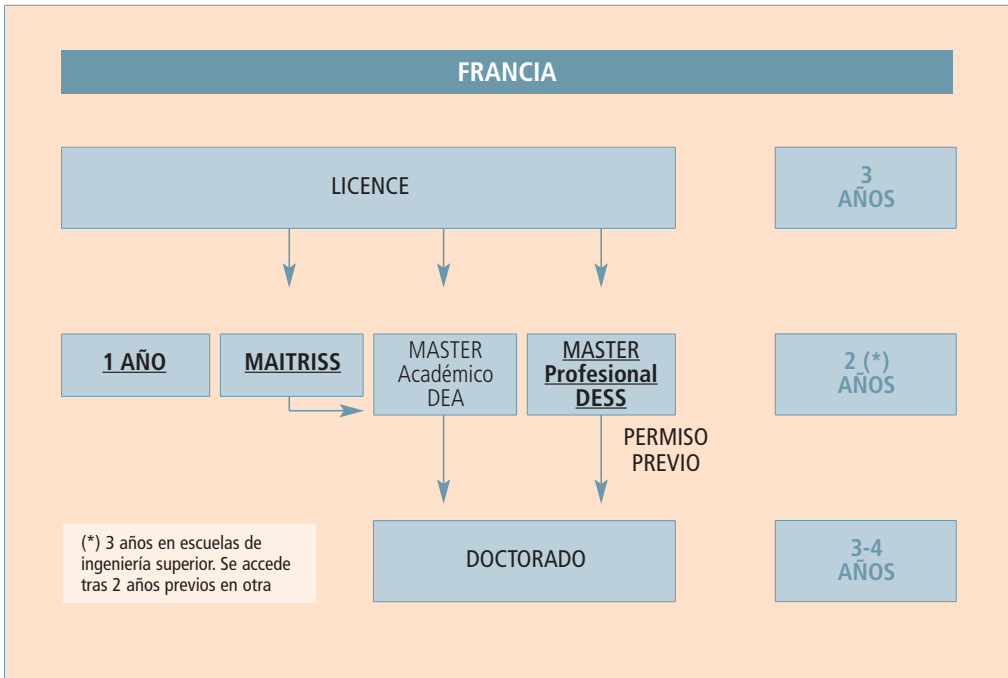 FRANCIA
LICENCE
3
AÑOS
1 AÑO
MAITRISS
MASTER
Académico
DEA
MASTER
Profesional
DESS
2 (*)
AÑOS
PERMISO
PREVIO
(*) 3 años en escuelas de
ingeniería superior. Se accede
tras 2 años previos en otra
DOCTORADO
3-4
AÑOS